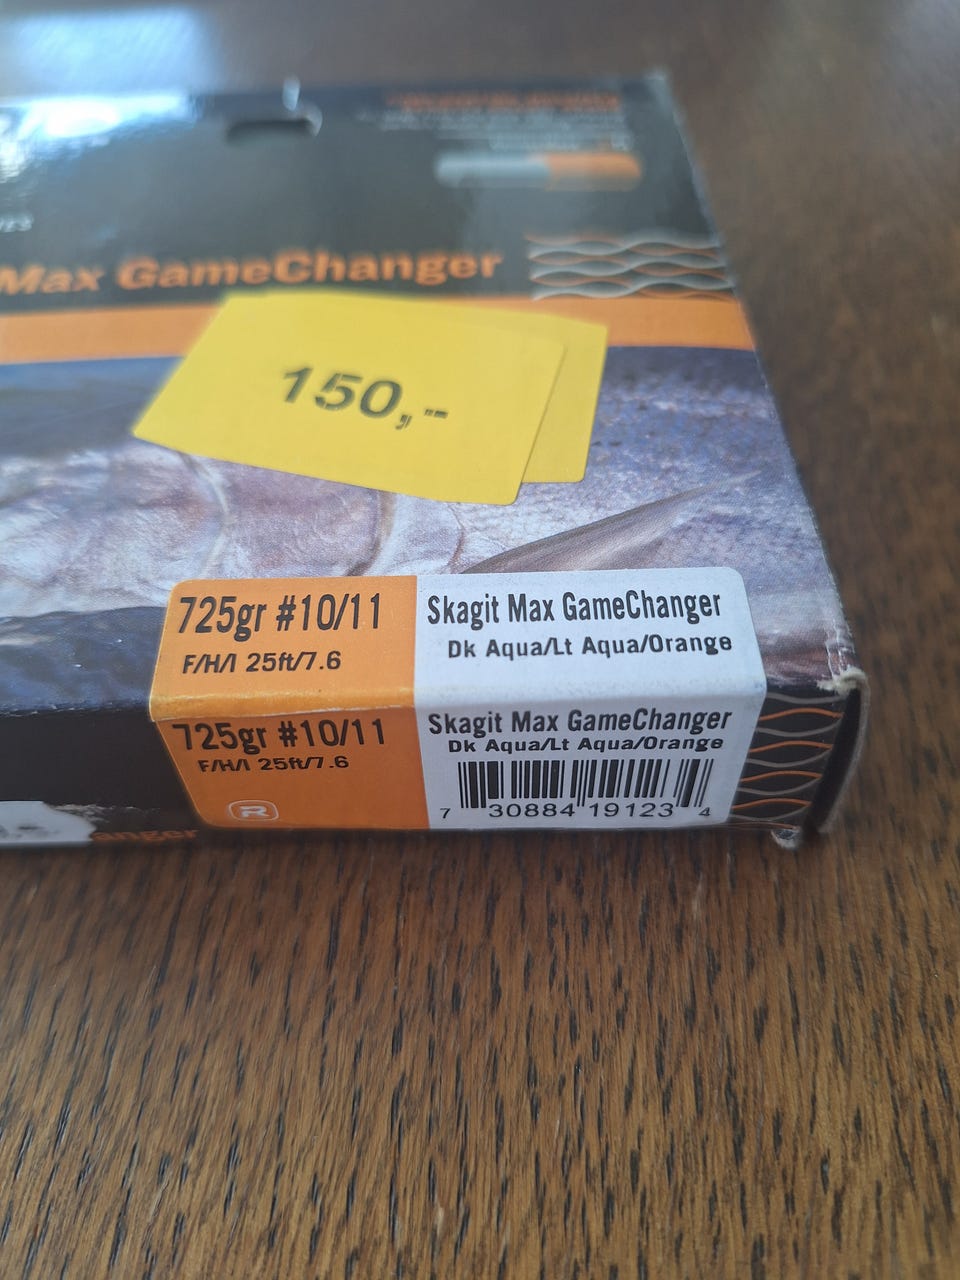 Max GameChanger
150,--
725gr #10/11
F/H/I 25ft/7.6
Skagit Max GameChanger
Dk Aqua/Lt Aqua/Orange
725gr #10/11
F/H/I 25ft/7.6
Skagit Max GameChanger
Dk Aqua/Lt Aqua/Orange
7 30884 19123 4
R
anger